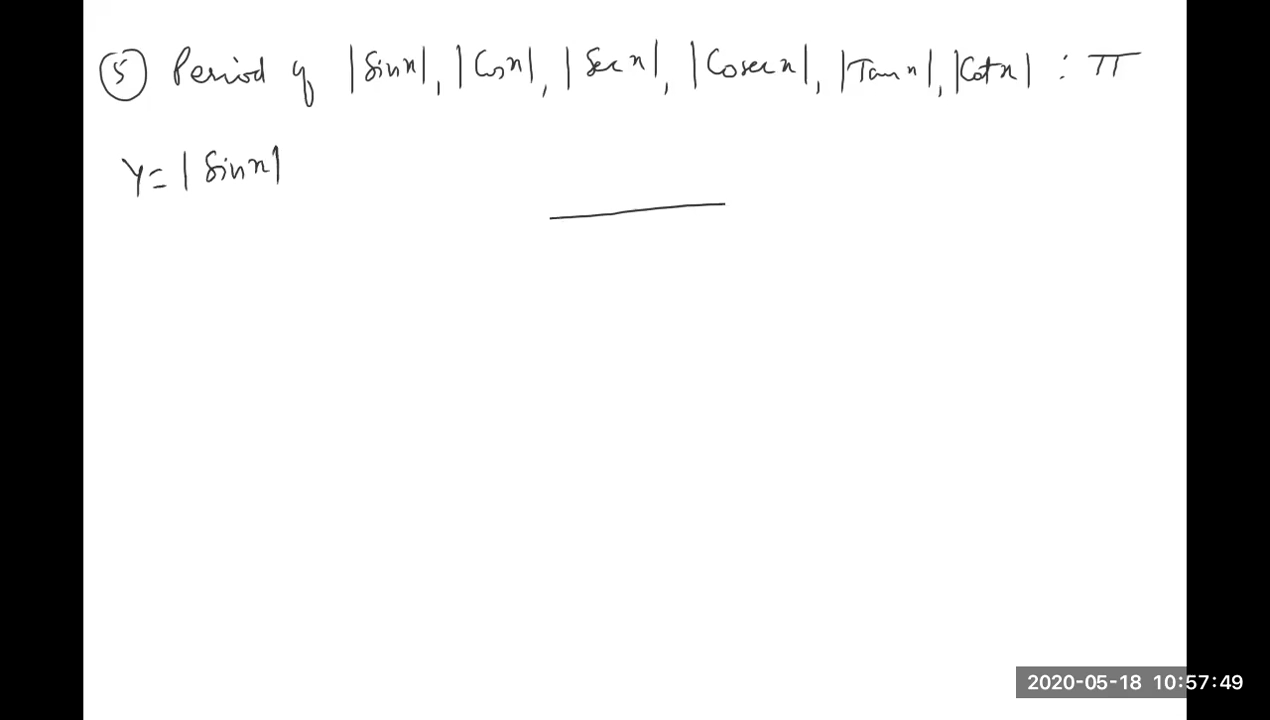 ⑤ Period of |Sinx|, |Cosx|, |Secx|, |Cosecx|, |Tanx|, |Cotx| : π
Y = |Sinx|
2020-05-18 10:57:49